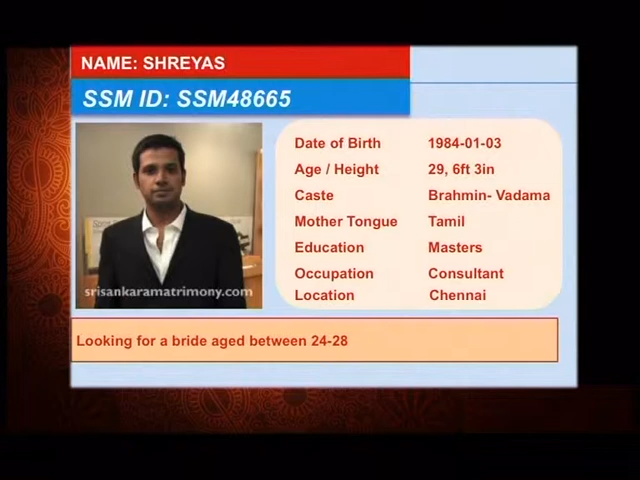 NAME: SHREYAS
SSM ID: SSM48665
Date of Birth 1984-01-03
Age / Height 29, 6ft 3in
Caste Brahmin- Vadama
Mother Tongue Tamil
Education Masters
Occupation Consultant
Location Chennai
srisankaramatrimony.com
Looking for a bride aged between 24-28